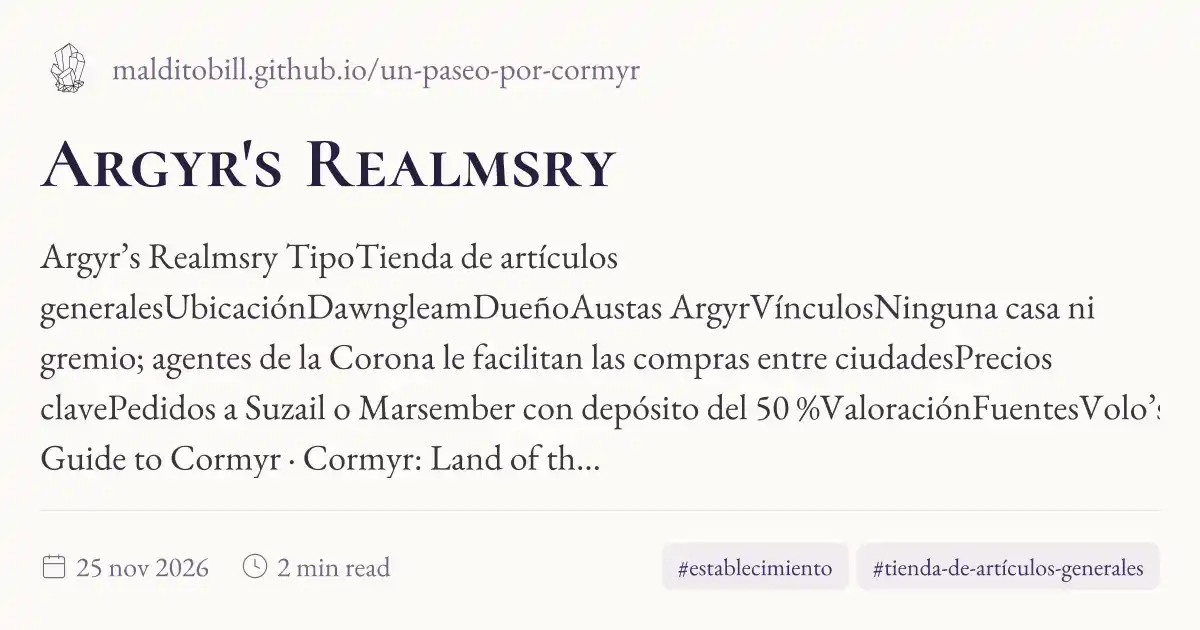 malditobill.github.io/un-paseo-por-cormyr
Argyr's Realmsry
Argyr’s Realmsry TipoTienda de artículos
generalesUbicaciónDawngleamDueñoAustas ArgyrVínculosNinguna casa ni
gremio; agentes de la Corona le facilitan las compras entre ciudadesPrecios
clavePedidos a Suzail o Marsember con depósito del 50 %ValoraciónFuentesVolo’s
Guide to Cormyr · Cormyr: Land of th...
25 nov 2026
2 min read
#establecimiento
#tienda-de-artículos-generales